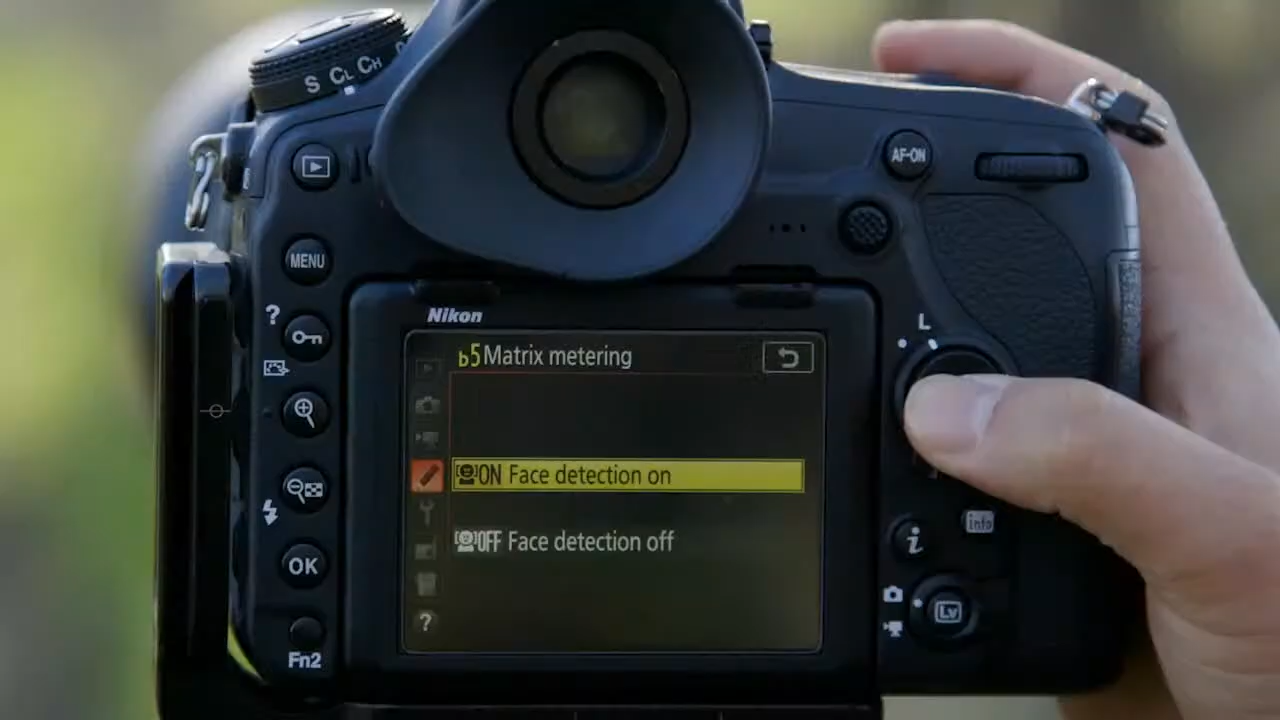 S CL CH
AF-ON
MENU
L
Nikon
?
b5 Matrix metering
ON Face detection on
OFF Face detection off
?
info
i
OK
Lv
Fn2